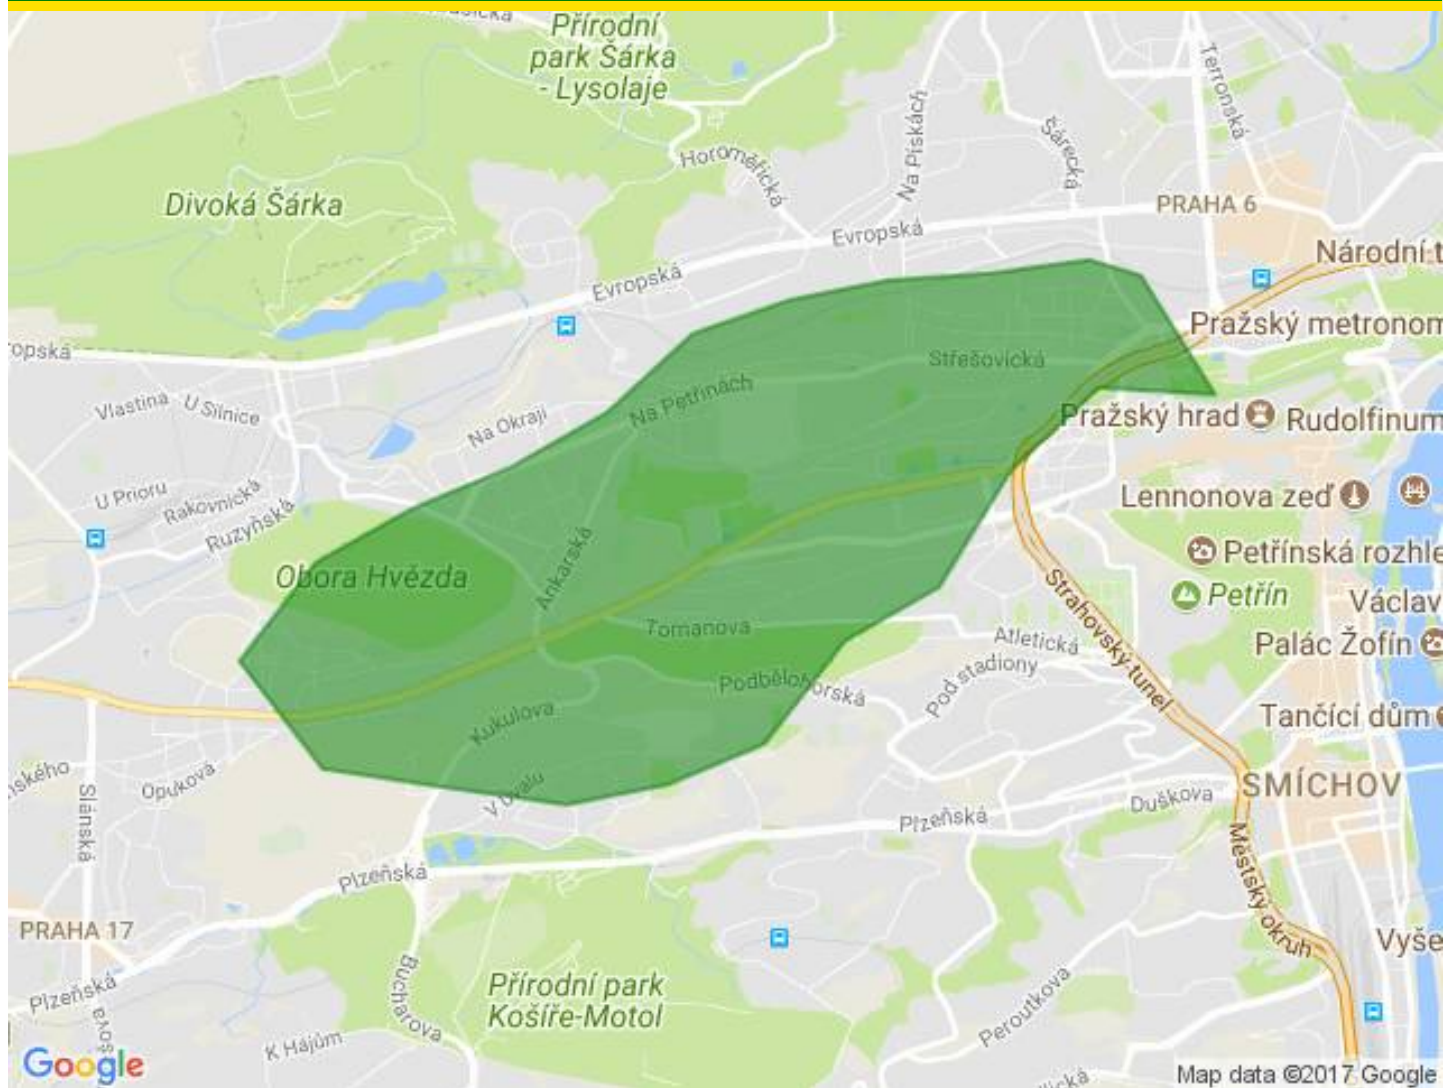 Přírodní
park Šárka
- Lysolaje
Terronská
Šárecká
Na Pískách
Horoměřická
Divoká Šárka
PRAHA 6
Evropská
Národní t
Evropská
Pražský metronom
opská
Střešovická
Na Petřinách
Vlastina
U Silnice
Na Okraji
Pražský hrad
Rudolfinum
U Prioru
Rakovnická
Lennonova zeď
Ruzyňská
Petřínská rozhle
Obora Hvězda
Ankarská
Strahovský tunel
Petřín
Václav
Tomanova
Atletická
Palác Žofín
Pod stadiony
Podbělohorská
Kukulova
Tančící dům
nského
Opuková
V Úvalu
SMÍCHOV
Slánská
Duškova
Plzeňská
Plzeňská
Městský okruh
PRAHA 17
Vyše
Plzeňská
Bucharova
Přírodní park
Košíře-Motol
Peroutkova
K Hájům
Google
Map data ©2017 Google